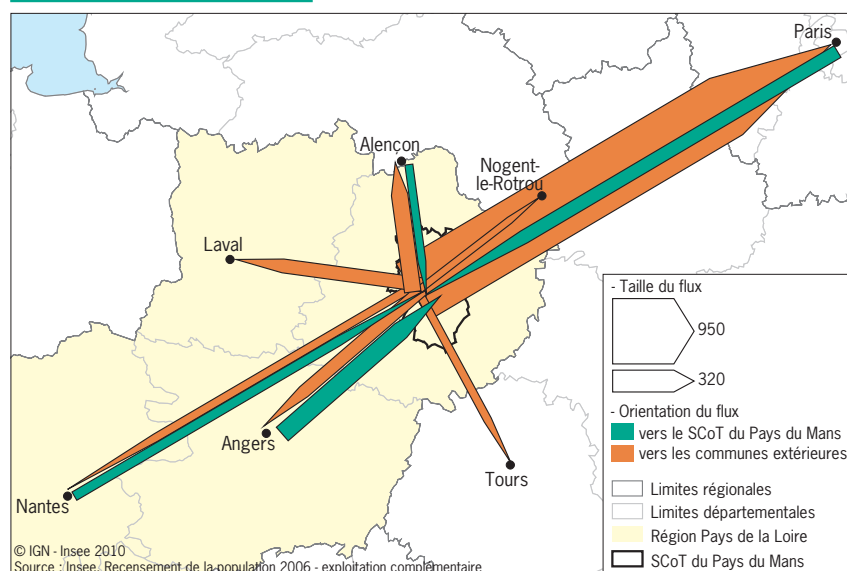 Paris
Alençon
Nogent-
le-Rotrou
Laval
Angers
Nantes
Tours
- Taille du flux
950
320
- Orientation du flux
vers le SCoT du Pays du Mans
vers les communes extérieures
Limites régionales
Limites départementales
Région Pays de la Loire
SCoT du Pays du Mans
© IGN - Insee 2010
Source : Insee, Recensement de la population 2006 - exploitation complémentaire